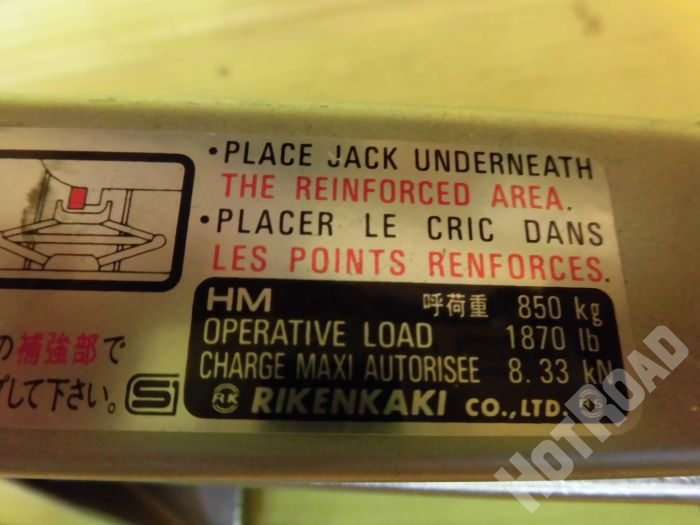 •PLACE JACK UNDERNEATH
THE REINFORCED AREA.
•PLACER LE CRIC DANS
LES POINTS RENFORCES.
の補強部で
プして下さい。
HM 呼荷重 850 kg
OPERATIVE LOAD 1870 lb
CHARGE MAXI AUTORISEE 8.33 kN
RK RIKENKAKI CO.,LTD.
HOTROAD